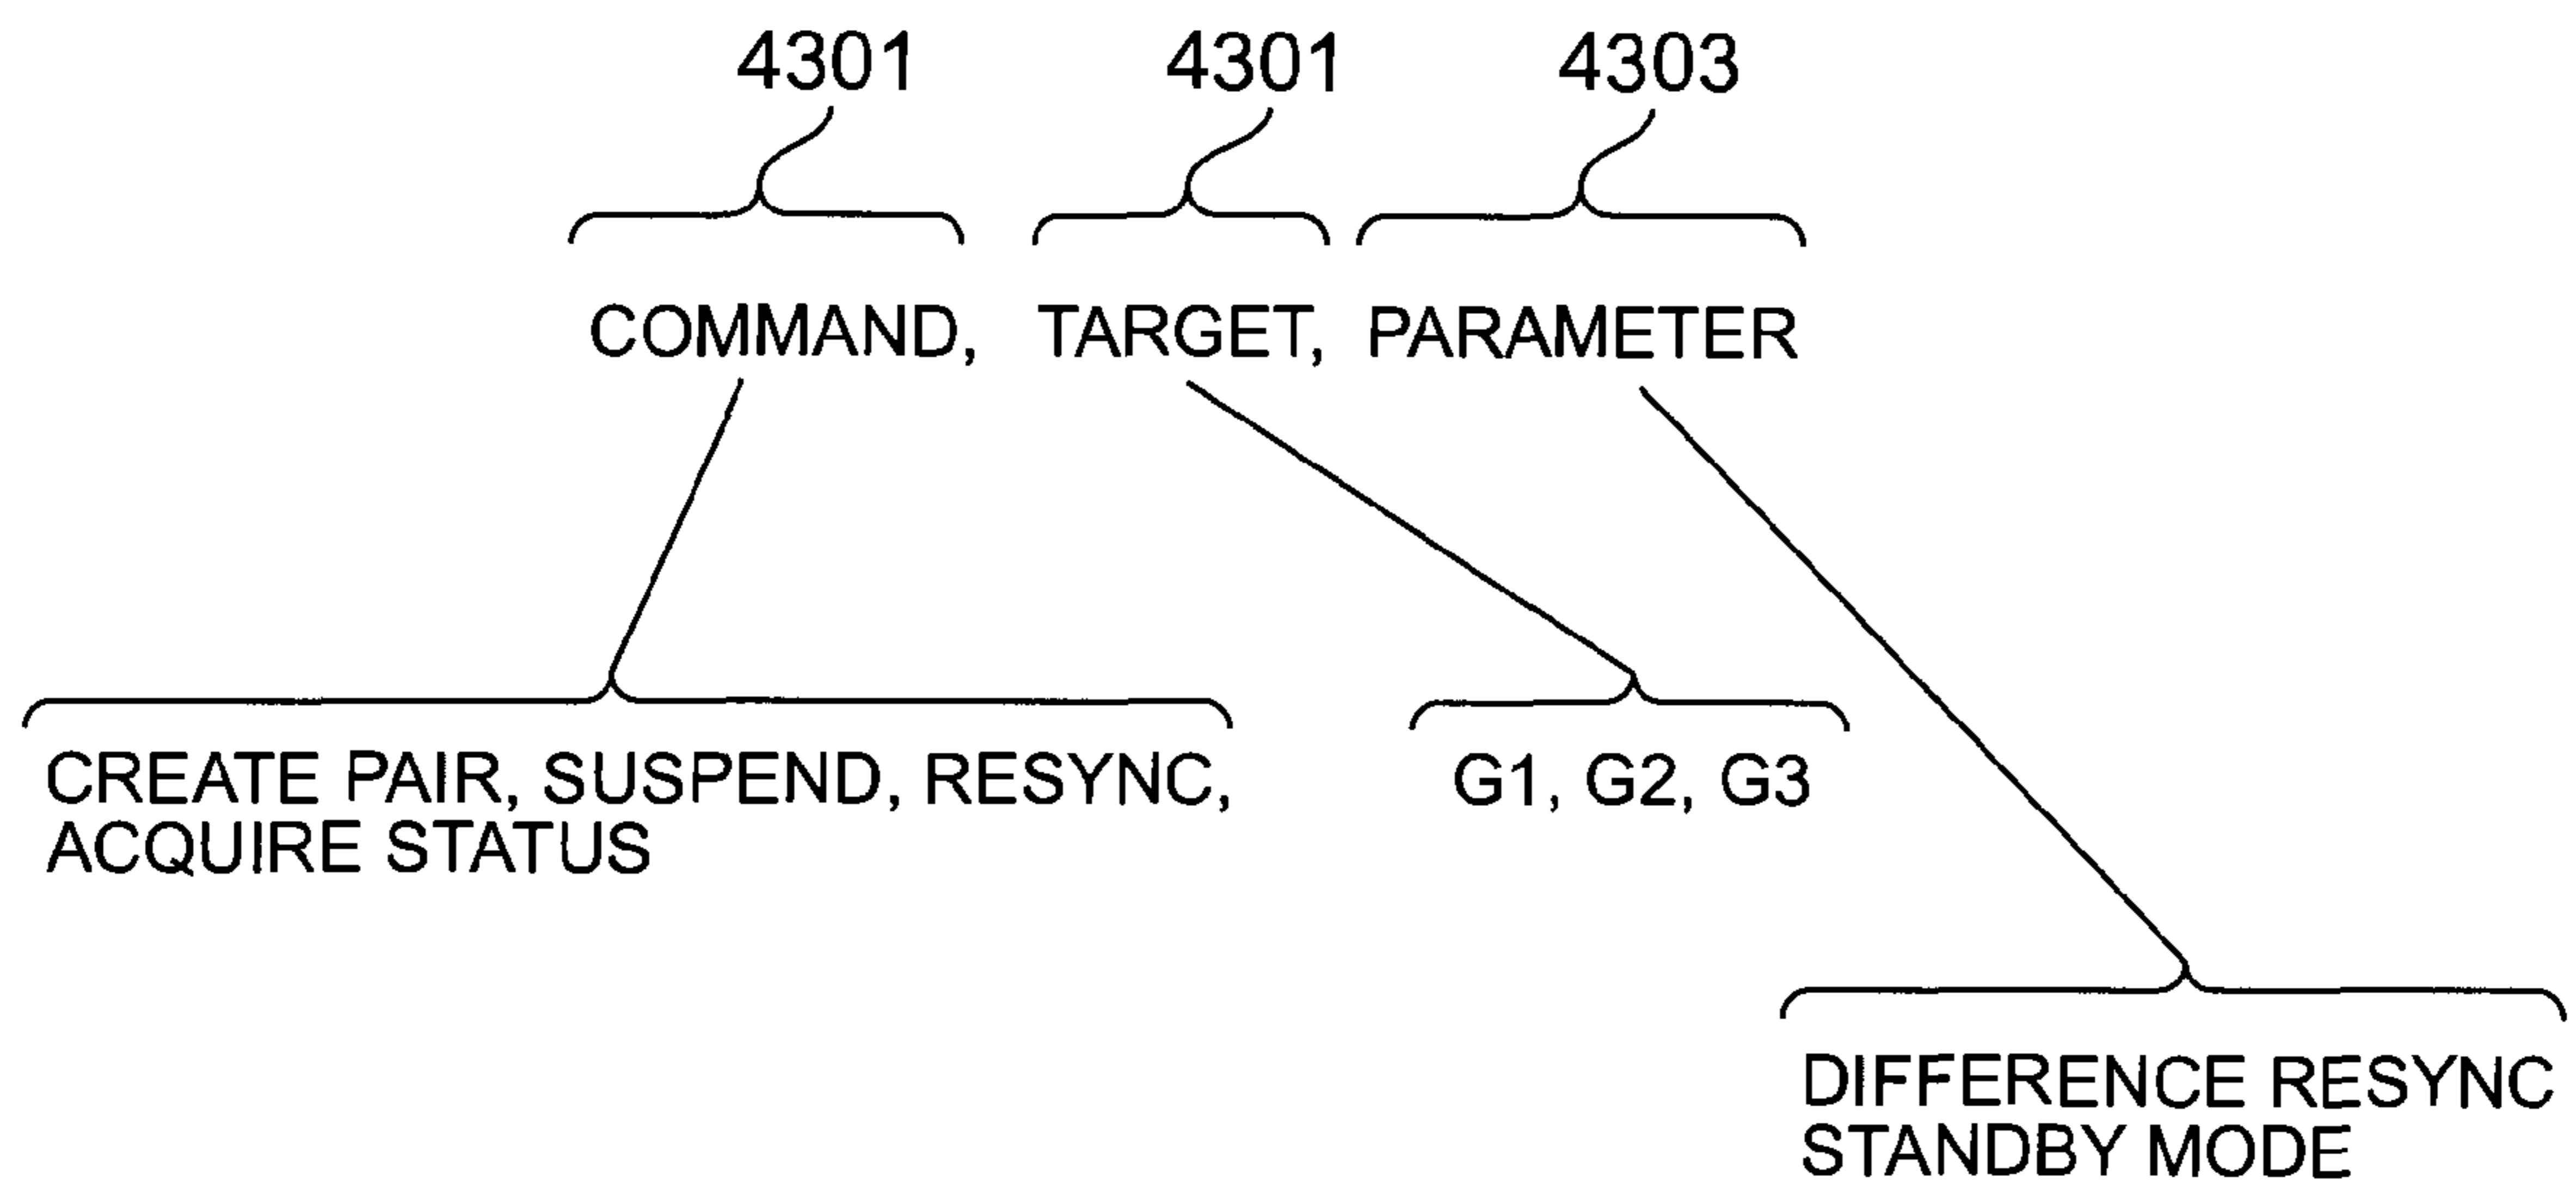 4301 4301 4303
COMMAND, TARGET, PARAMETER
CREATE PAIR, SUSPEND, RESYNC,
ACQUIRE STATUS
G1, G2, G3
DIFFERENCE RESYNC
STANDBY MODE